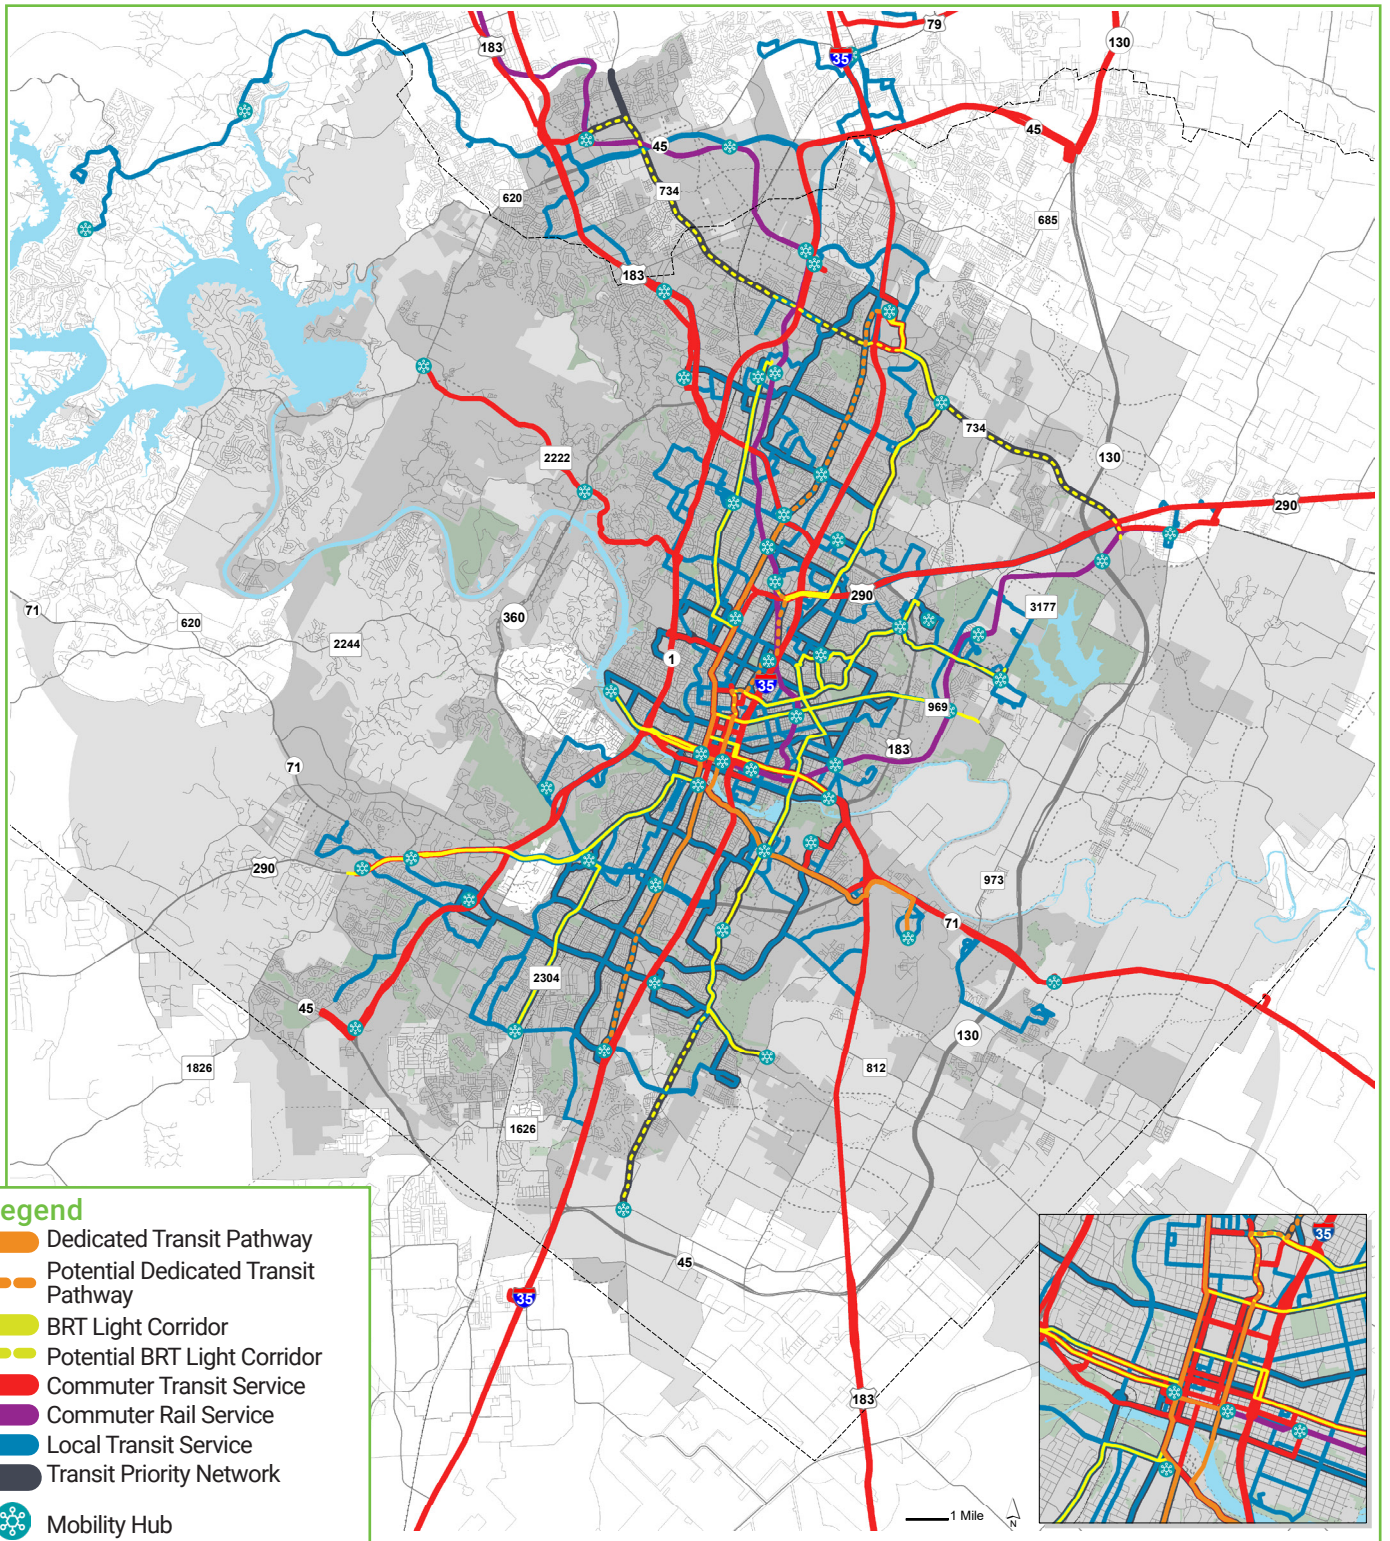 183
79
35
130
45
45
734
620
685
183
734
2222
130
290
71
620
2244
360
290
3177
1
35
969
183
71
290
973
71
2304
45
130
1826
812
1626
egend
Dedicated Transit Pathway
Potential Dedicated Transit
Pathway
BRT Light Corridor
Potential BRT Light Corridor
Commuter Transit Service
Commuter Rail Service
Local Transit Service
Transit Priority Network
Mobility Hub
45
35
183
35
1 Mile
N